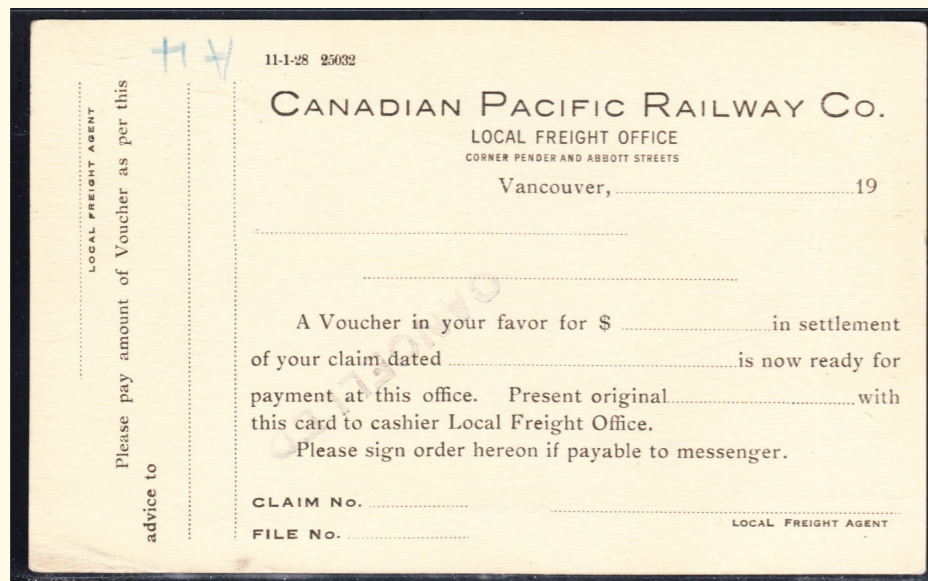 A 4
11-1-28 25032
CANADIAN PACIFIC RAILWAY CO.
LOCAL FREIGHT OFFICE
CORNER PENDER AND ABBOTT STREETS
Vancouver, 19
A Voucher in your favor for $ in settlement
of your claim dated is now ready for
payment at this office. Present original with
this card to cashier Local Freight Office.
Please sign order hereon if payable to messenger.
CLAIM No.
LOCAL FREIGHT AGENT
FILE No.
Please pay amount of Voucher as per this
advice to
LOCAL FREIGHT AGENT
CANCELLED